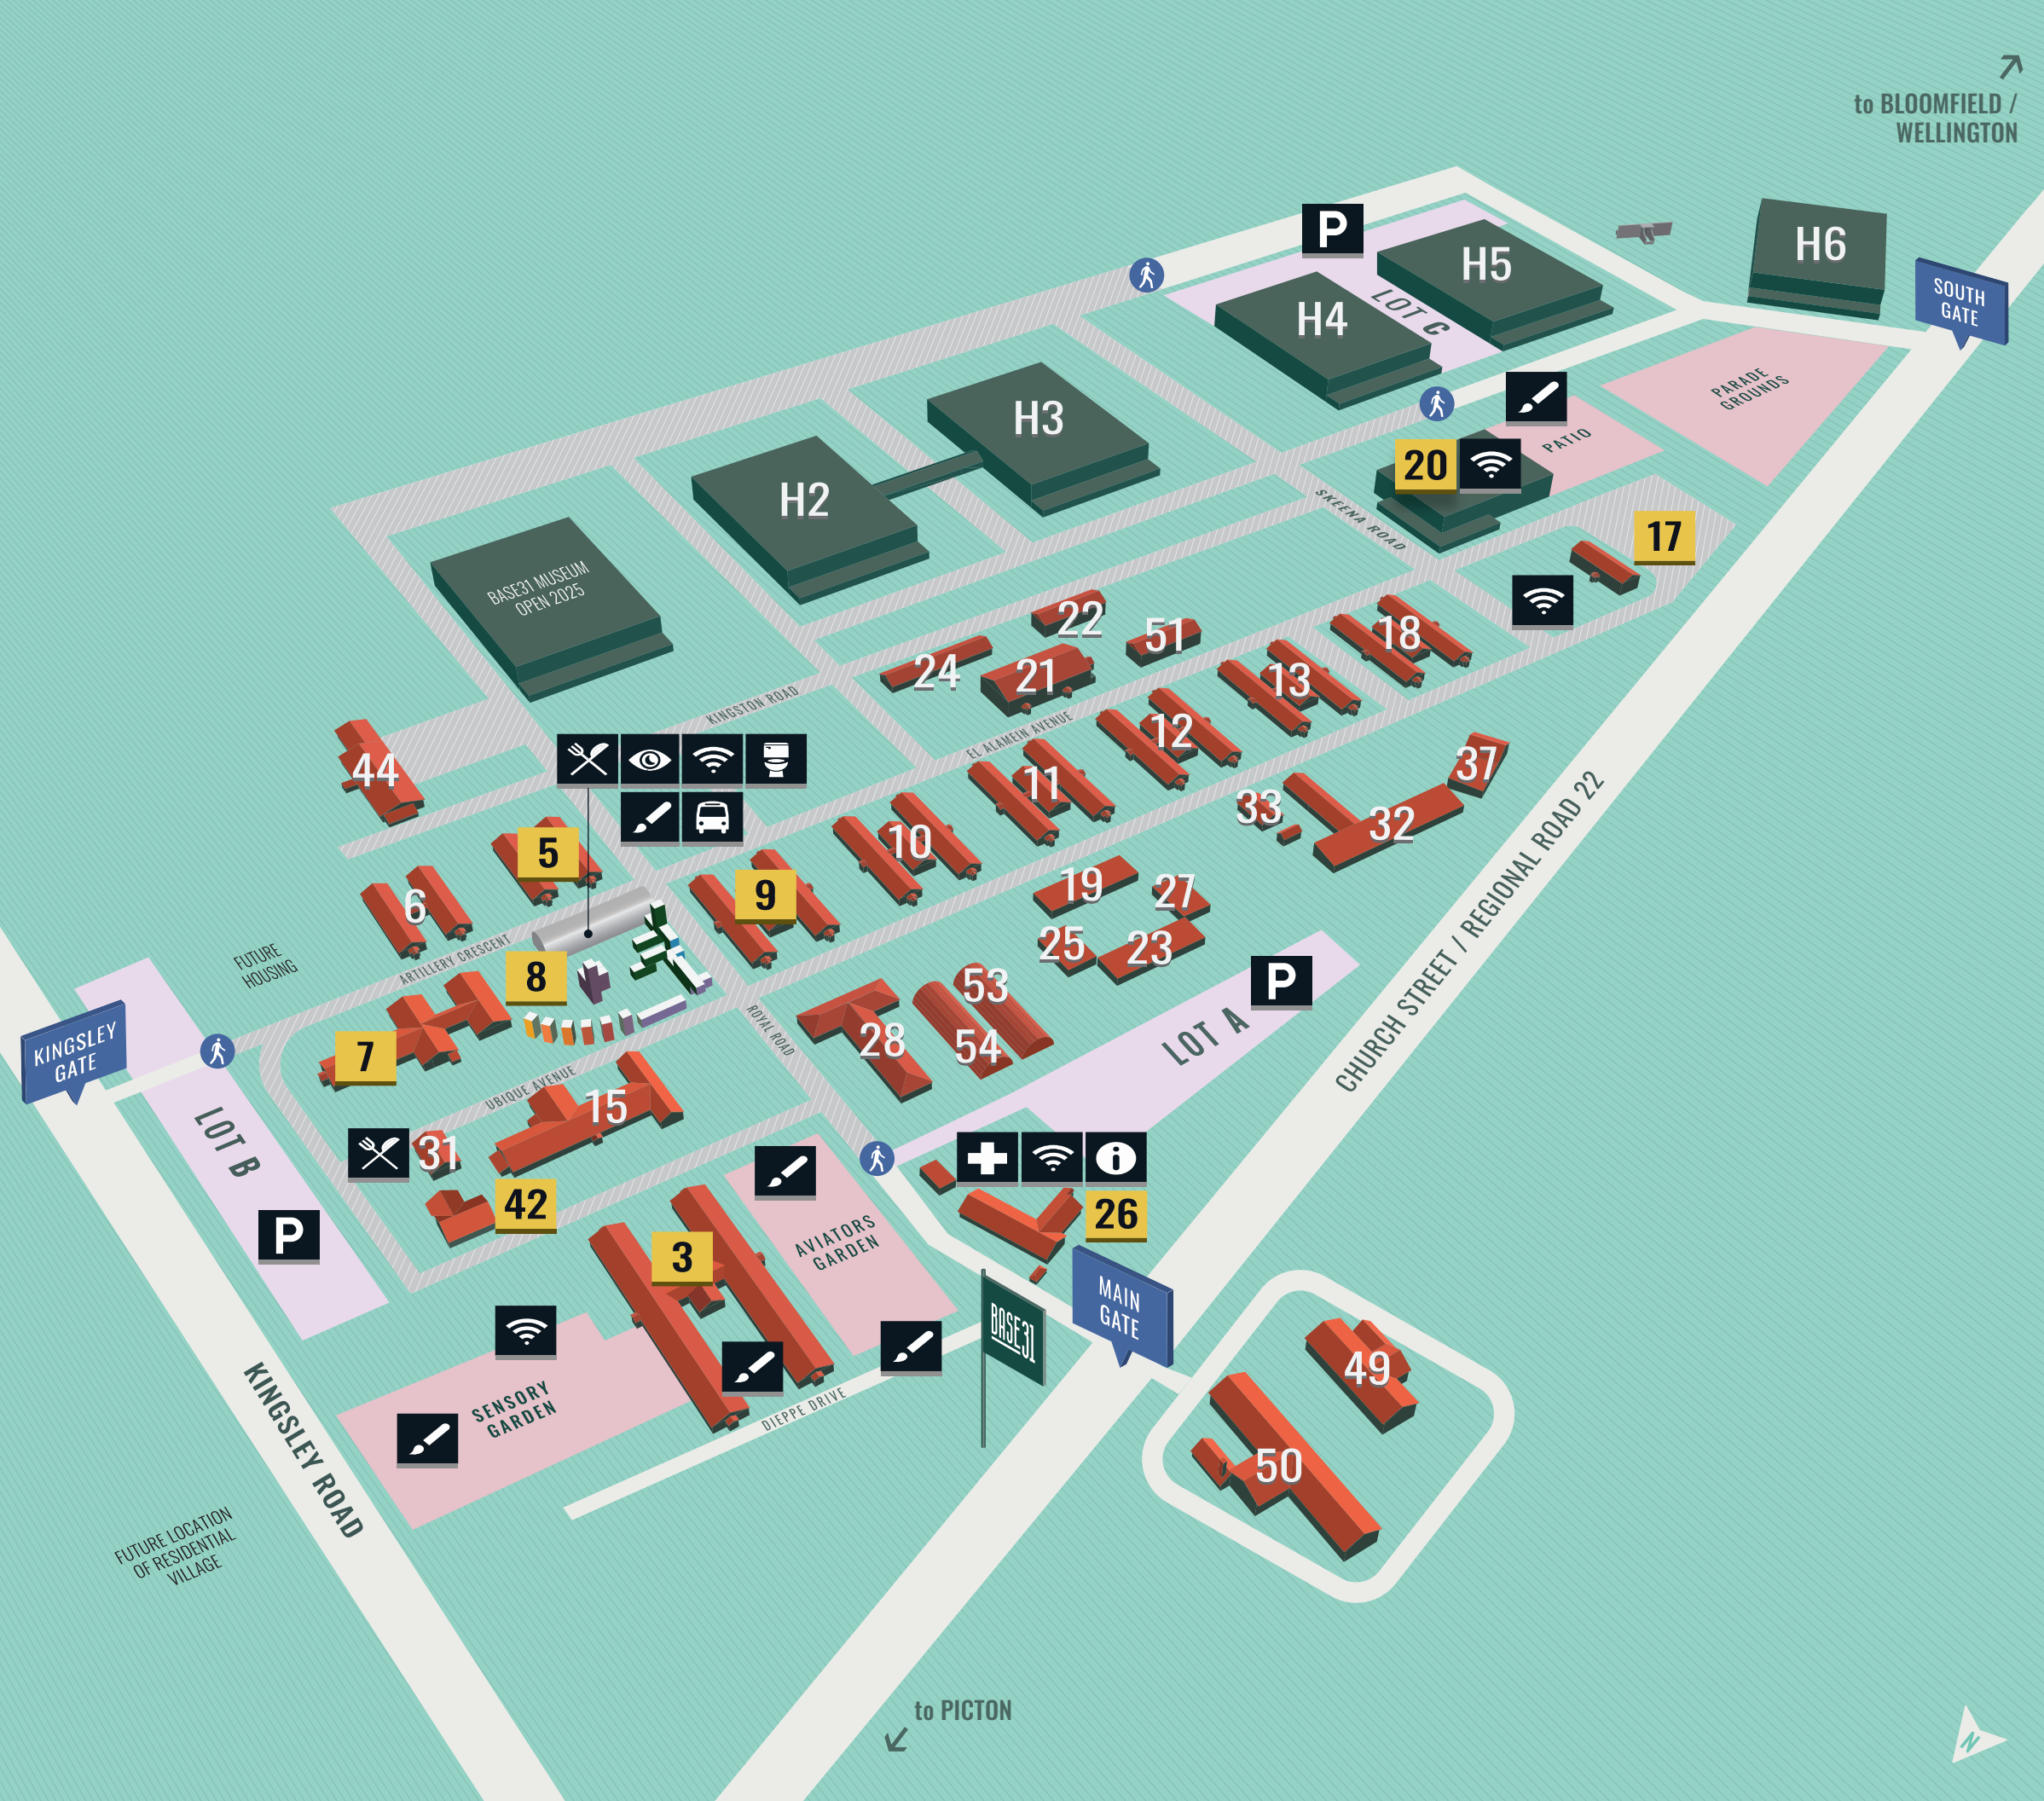 to BLOOMFIELD /
WELLINGTON
P
H5
H6
SOUTH
GATE
H4
LOT C
H3
PARADE
GROUNDS
H2
PATIO
20
SKEENA ROAD
17
BASE31 MUSEUM
OPEN 2025
22
51
18
24
21
13
KINGSTON ROAD
EL ALAMEIN AVENUE
12
44
11
37
33
32
5
10
6
9
19
27
25
23
FUTURE
HOUSING
ARTILLERY CRESCENT
8
53
54
28
P
LOT A
CHURCH STREET / REGIONAL ROAD 22
ROYAL ROAD
KINGSLEY
GATE
7
UBIQUE AVENUE
15
LOT B
31
P
42
26
3
AVIATORS
GARDEN
MAIN
GATE
BASE31
SENSORY
GARDEN
DIEPPE DRIVE
49
50
KINGSLEY ROAD
FUTURE LOCATION
OF RESIDENTIAL
VILLAGE
to PICTON
N